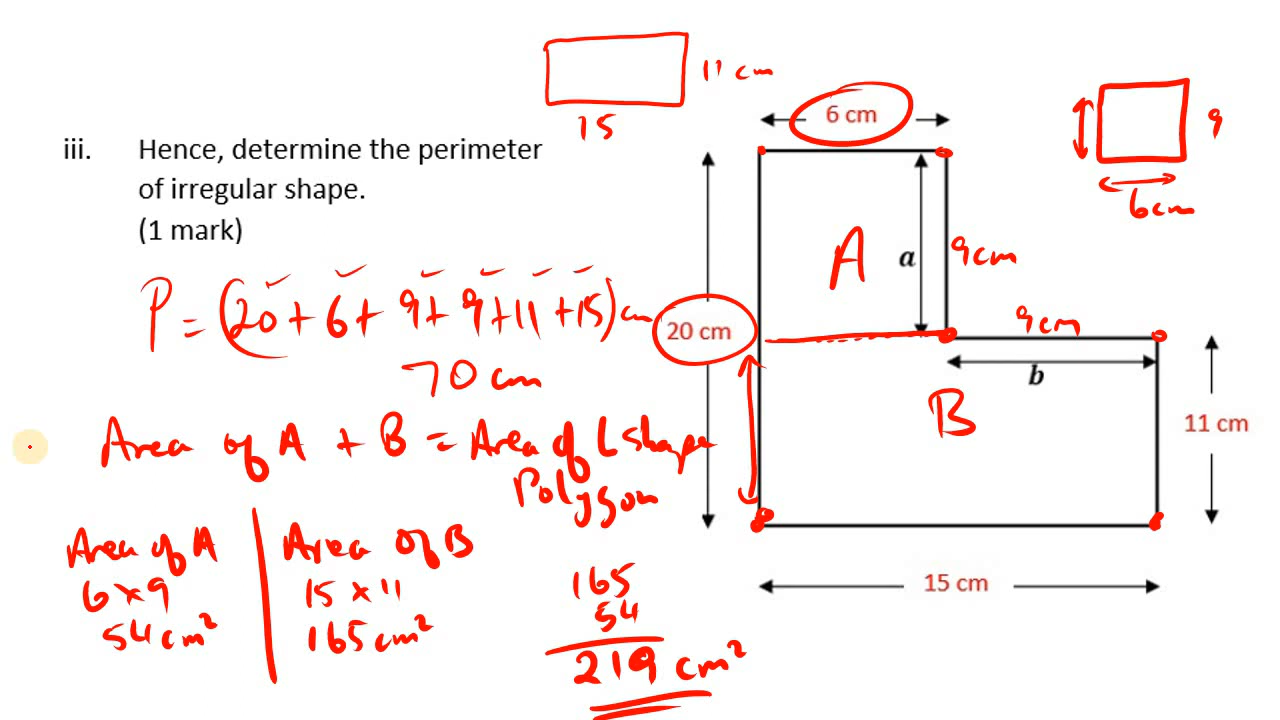 11 cm
15
6 cm
9
6cm
iii. Hence, determine the perimeter
of irregular shape.
(1 mark)
A
a
9cm
P = (20 + 6 + 9 + 9 + 11 + 15) cm
20 cm
9cm
70 cm
b
B
11 cm
Area of A + B = Area of L shape
Polygon
Area of A
6 x 9
54 cm²
Area of B
15 x 11
165 cm²
165
54
219 cm²
15 cm